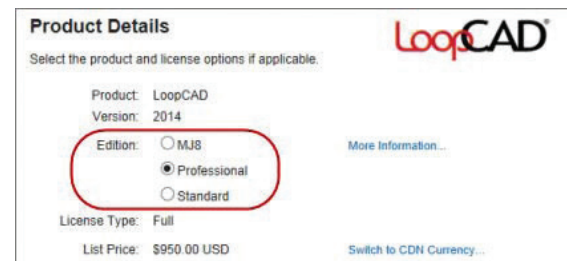 Product Details
LoopCAD®
Select the product and license options if applicable.
Product: LoopCAD
Version: 2014
Edition: MJ8 More Information...
Professional
Standard
License Type: Full
List Price: $950.00 USD Switch to CDN Currency...